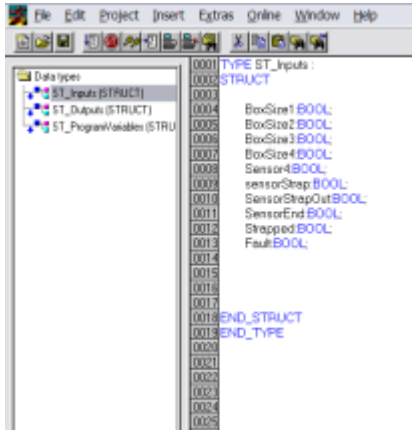 File Edit Project Insert Extras Online Window Help
Data types
ST_Inputs (STRUCT)
ST_Outputs (STRUCT)
ST_ProgramVariables (STRU
0001 TYPE ST_Inputs :
0002 STRUCT
0003
0004 BoxSize1:BOOL;
0005 BoxSize2:BOOL;
0006 BoxSize3:BOOL;
0007 BoxSize4:BOOL;
0008 Sensor4:BOOL;
0009 sensorStrap:BOOL;
0010 SensorStrapOut:BOOL;
0011 SensorEnd:BOOL;
0012 Strapped:BOOL;
0013 Fault:BOOL;
0014
0015
0016
0017
0018 END_STRUCT
0019 END_TYPE
0020
0021
0022
0023
0024
0025